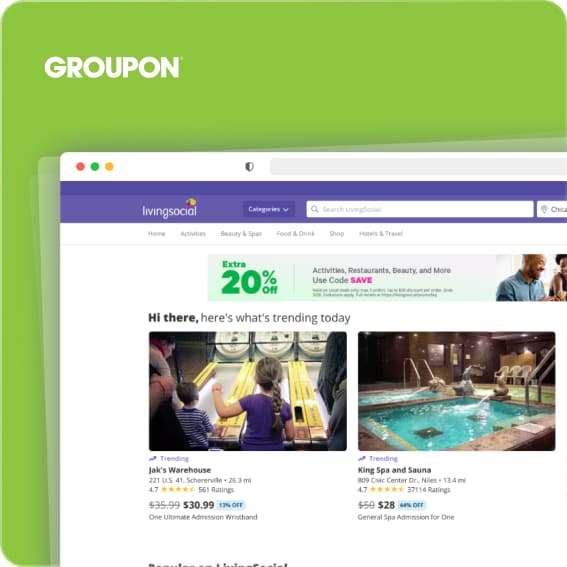 GROUPON
livingsocial
Categories
Search LivingSocial
Chica
Home Activities Beauty & Spas Food & Drink Shop Hotels & Travel
Extra
20% Off
Activities, Restaurants, Beauty, and More
Use Code SAVE
Hi there, here's what's trending today
Trending
Jak's Warehouse
221 U.S. 41, Schererville • 26.3 mi
4.7 561 Ratings
$35.99 $30.99 13% OFF
One Ultimate Admission Wristband
Trending
King Spa and Sauna
809 Civic Center Dr., Niles • 13.4 mi
4.7 37114 Ratings
$50 $28 44% OFF
General Spa Admission for One
Popular on LivingSocial